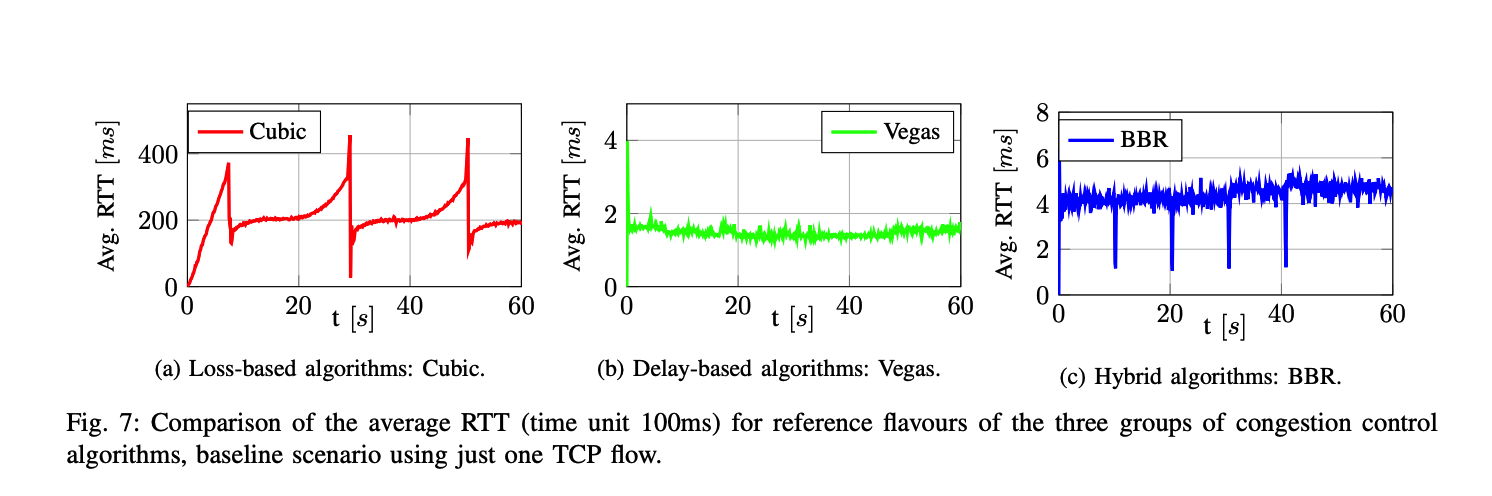 Avg. RTT [ms]
400
200
0
Cubic
0 20 40 60
t [s]
(a) Loss-based algorithms: Cubic.
Avg. RTT [ms]
4
2
0
Vegas
0 20 40 60
t [s]
(b) Delay-based algorithms: Vegas.
Avg. RTT [ms]
8
6
4
2
0
BBR
0 20 40 60
t [s]
(c) Hybrid algorithms: BBR.
Fig. 7: Comparison of the average RTT (time unit 100ms) for reference flavours of the three groups of congestion control
algorithms, baseline scenario using just one TCP flow.